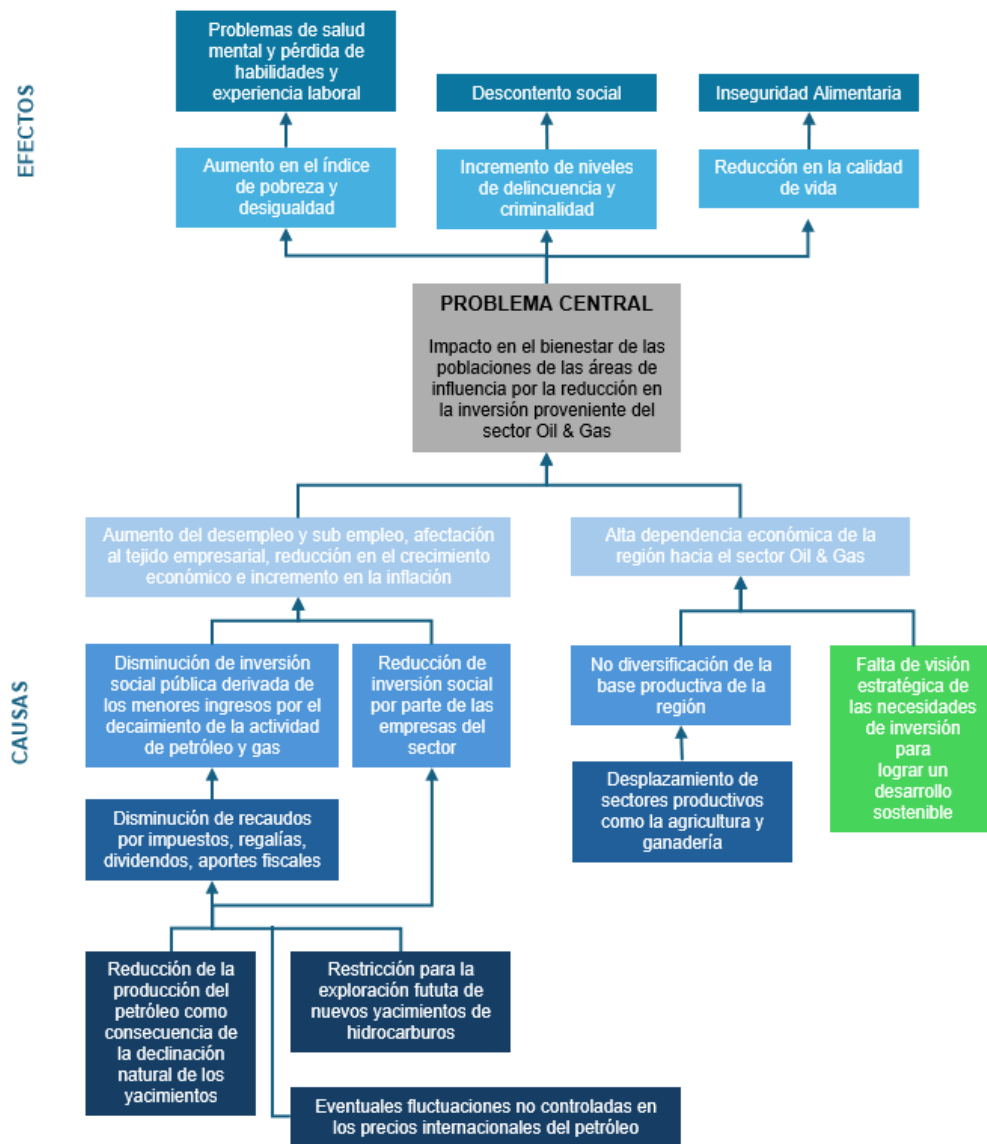 EFECTOS
Problemas de salud
mental y pérdida de
habilidades y
experiencia laboral
Descontento social
Inseguridad Alimentaria
Aumento en el índice
de pobreza y
desigualdad
Incremento de niveles
de delincuencia y
criminalidad
Reducción en la calidad
de vida
PROBLEMA CENTRAL
Impacto en el bienestar de las
poblaciones de las áreas de
influencia por la reducción en
la inversión proveniente del
sector Oil & Gas
CAUSAS
Aumento del desempleo y sub empleo, afectación
al tejido empresarial, reducción en el crecimiento
económico e incremento en la inflación
Alta dependencia económica de la
región hacia el sector Oil & Gas
Disminución de inversión
social pública derivada de
los menores ingresos por el
decaimiento de la actividad
de petróleo y gas
Reducción de
inversión social
por parte de las
empresas del
sector
No diversificación de la
base productiva de la
región
Falta de visión
estratégica de
las necesidades
de inversión
para
lograr un
desarrollo
sostenible
Disminución de recaudos
por impuestos, regalías,
dividendos, aportes fiscales
Desplazamiento de
sectores productivos
como la agricultura y
ganadería
Reducción de la
producción del
petróleo como
consecuencia de
la declinación
natural de los
yacimientos
Restricción para la
exploración fututa de
nuevos yacimientos de
hidrocarburos
Eventuales fluctuaciones no controladas en
los precios internacionales del petróleo